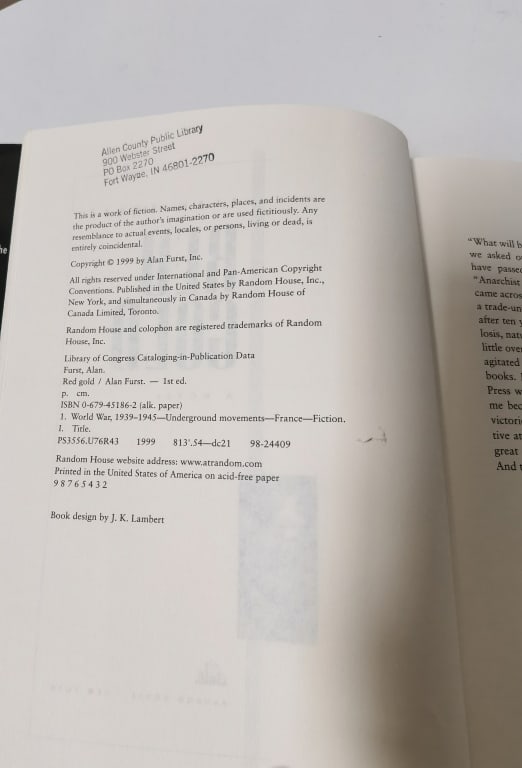 Allen County Public Library
900 Webster Street
PO Box 2270
Fort Wayne, IN 46801-2270
This is a work of fiction. Names, characters, places, and incidents are
the product of the author's imagination or are used fictitiously. Any
resemblance to actual events, locales, or persons, living or dead, is
entirely coincidental.
Copyright © 1999 by Alan Furst, Inc.
All rights reserved under International and Pan-American Copyright
Conventions. Published in the United States by Random House, Inc.,
New York, and simultaneously in Canada by Random House of
Canada Limited, Toronto.
Random House and colophon are registered trademarks of Random
House, Inc.
Library of Congress Cataloging-in-Publication Data
Furst, Alan.
Red gold / Alan Furst. — 1st ed.
p. cm.
ISBN 0-679-45186-2 (alk. paper)
1. World War, 1939–1945—Underground movements—France—Fiction.
I. Title.
PS3556.U76R43 1999 813'.54—dc21 98-24409
Random House website address: www.atrandom.com
Printed in the United States of America on acid-free paper
9 8 7 6 5 4 3 2
Book design by J. K. Lambert
"What will
we asked
have
"Anarchist
came
a trade-
after ten
little
agitated
books.
Press
me
tive
great
And